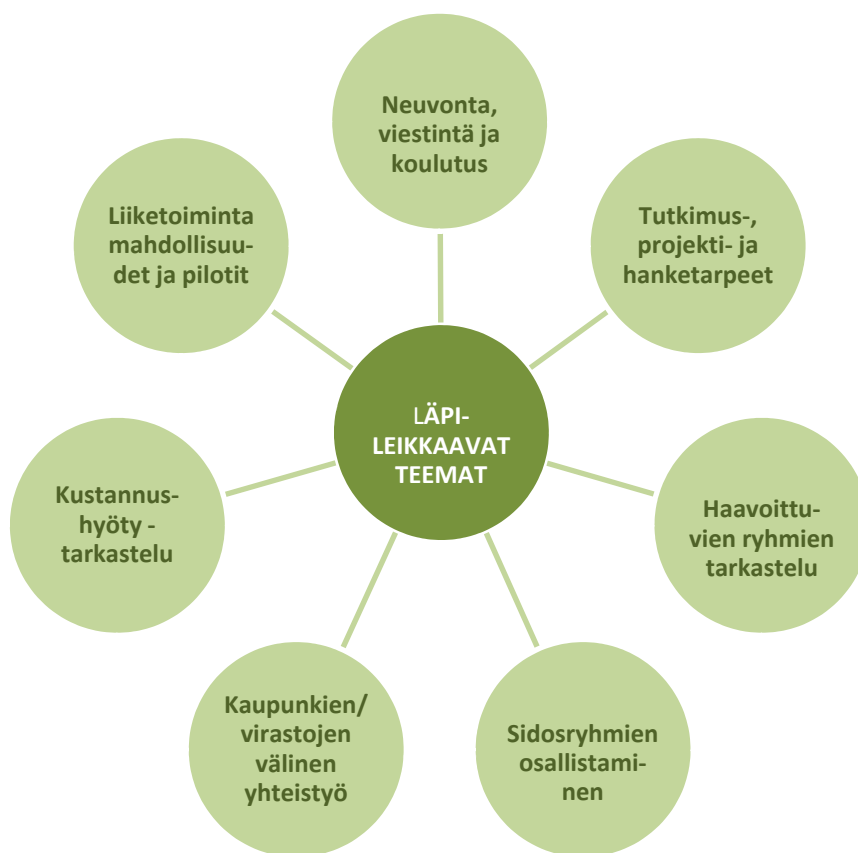 Neuvonta,
viestintä ja
koulutus
Liiketoiminta
mahdollisuu-
det ja pilotit
Tutkimus-,
projekti- ja
hanketarpeet
LÄPI-
LEIKKAAVAT
TEEMAT
Kustannus-
hyöty -
tarkastelu
Haavoittu-
vien ryhmien
tarkastelu
Kaupunkien/
virastojen
välinen
yhteistyö
Sidosryhmien
osallistami-
nen